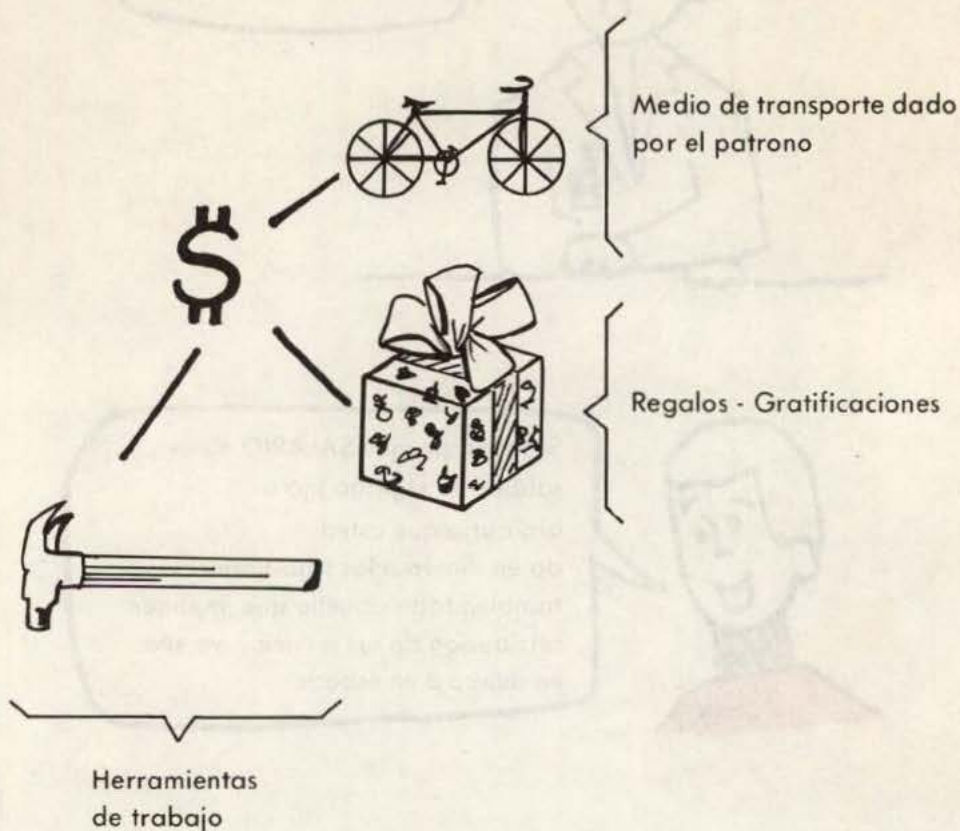 Medio de transporte dado
por el patrono
$
Regalos - Gratificaciones
Herramientas
de trabajo